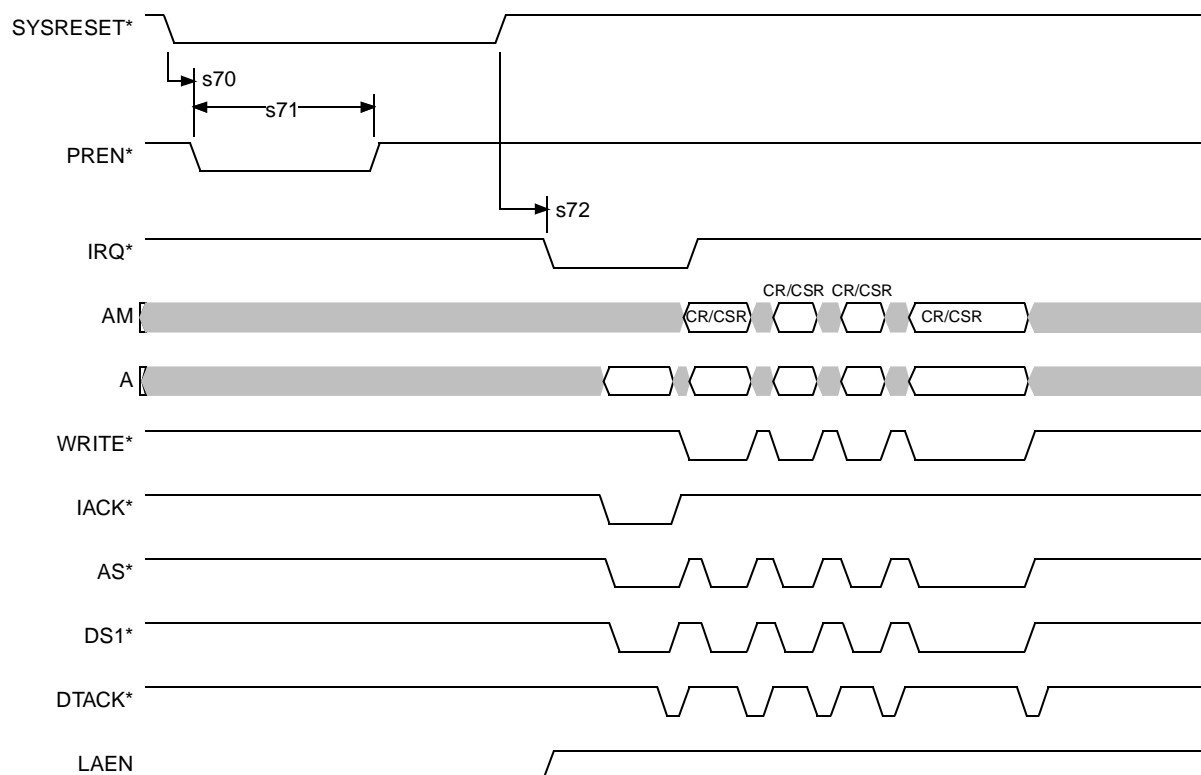 SYSRESET*
s70
s71
PREN*
s72
IRQ*
CR/CSR CR/CSR
AM CR/CSR CR/CSR
A
WRITE*
IACK*
AS*
DS1*
DTACK*
LAEN